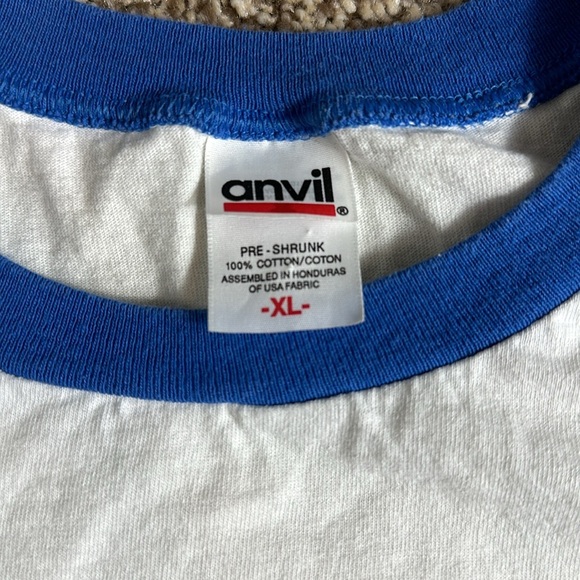 anvil®
PRE-SHRUNK
100% COTTON/COTON
ASSEMBLED IN HONDURAS
OF USA FABRIC
-XL-